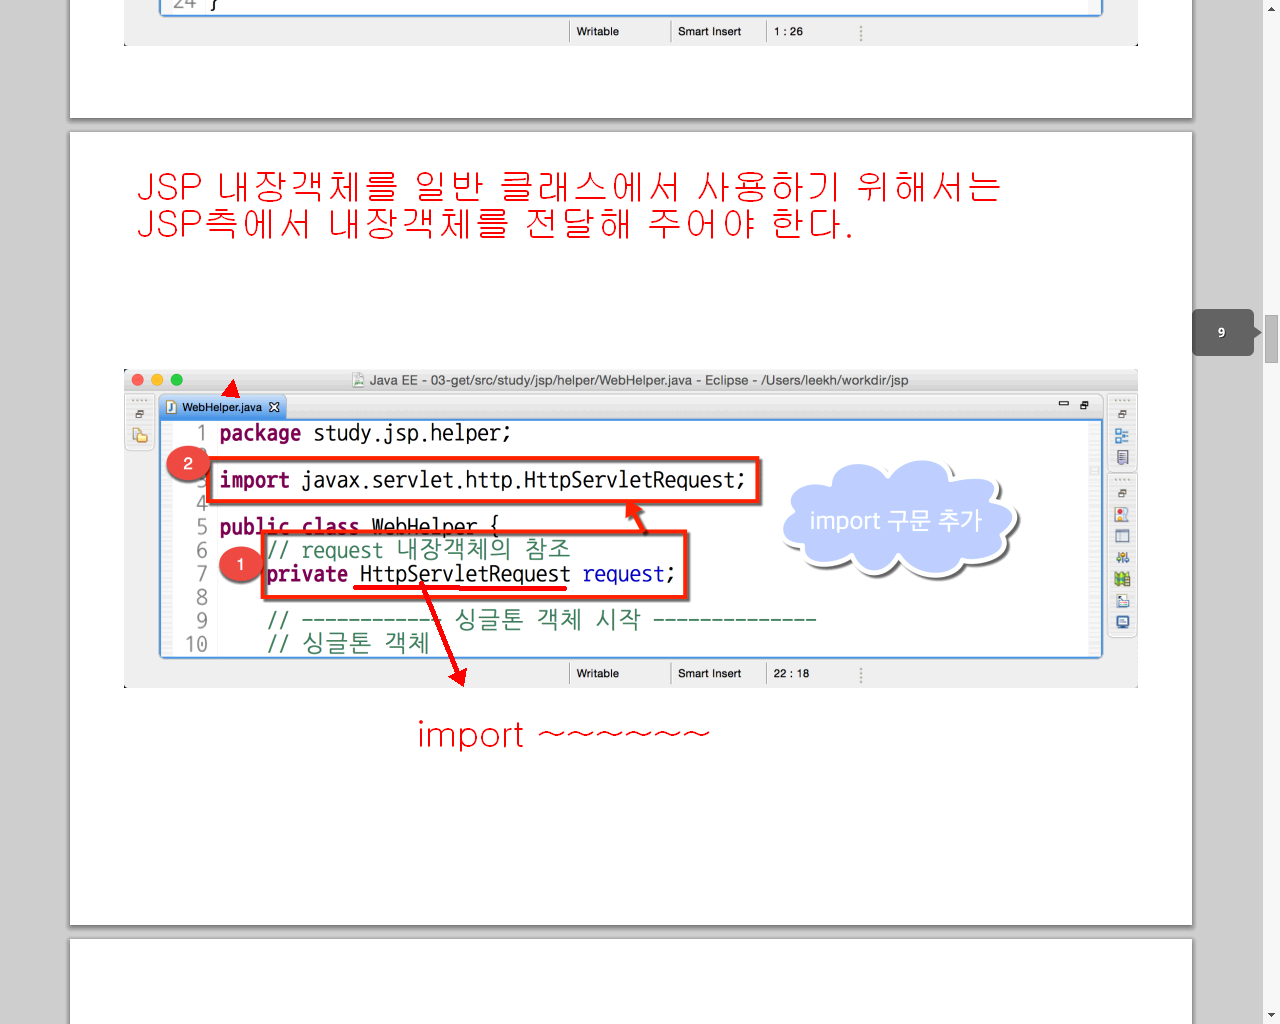 24 }
Writable Smart Insert 1 : 26
JSP 내장객체를 일반 클래스에서 사용하기 위해서는
JSP측에서 내장객체를 전달해 주어야 한다.
9
Java EE - 03-get/src/study/jsp/helper/WebHelper.java - Eclipse - /Users/leekh/workdir/jsp
WebHelper.java
1 package study.jsp.helper;
2
3 import javax.servlet.http.HttpServletRequest;
4
import 구문 추가
5 public class WebHelper {
6 // request 내장객체의 참조
1
7 private HttpServletRequest request;
8
9 // ------------ 싱글톤 객체 시작 --------------
10 // 싱글톤 객체
Writable Smart Insert 22 : 18
import ~~~~~~